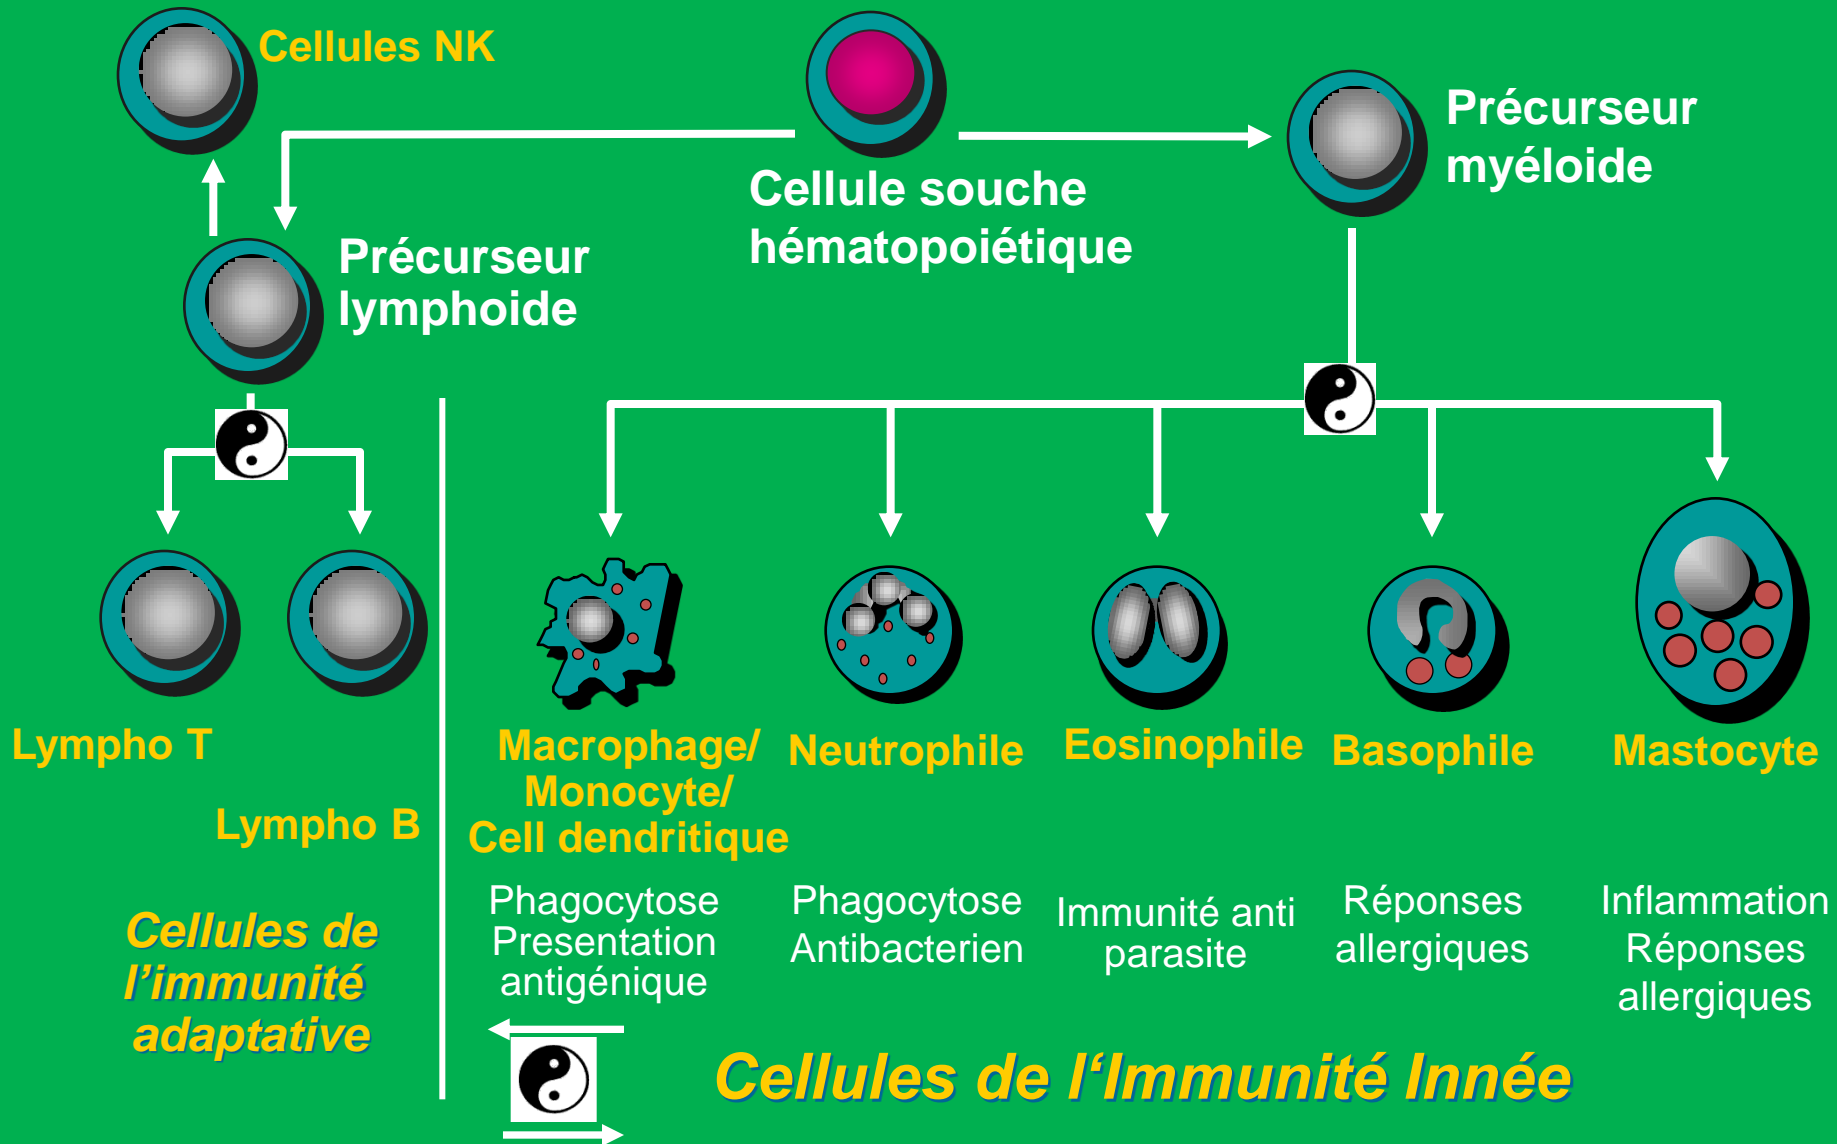 Cellules NK
Précurseur
myéloide
Cellule souche
hématopoiétique
Précurseur
lymphoide
Lympho T
Lympho B
Macrophage/
Monocyte/
Cell dendritique
Neutrophile
Eosinophile
Basophile
Mastocyte
Phagocytose
Presentation
antigénique
Phagocytose
Antibacterien
Immunité anti
parasite
Réponses
allergiques
Inflammation
Réponses
allergiques
Cellules de
l’immunité
adaptative
Cellules de l‘Immunité Innée